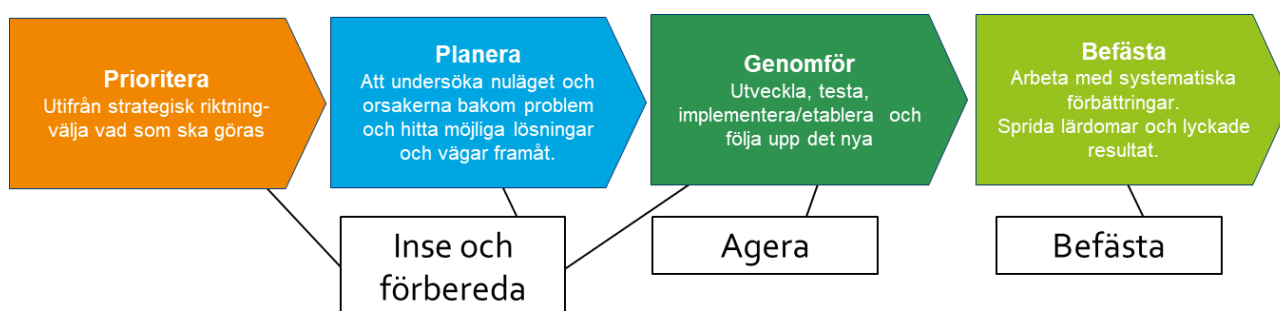 Prioritera
Utifrån strategisk riktning-
välja vad som ska göras
Planera
Att undersöka nuläget och
orsakerna bakom problem
och hitta möjliga lösningar
och vägar framåt.
Genomför
Utveckla, testa,
implementera/etablera och
följa upp det nya
Befästa
Arbeta med systematiska
förbättringar.
Sprida lärdomar och lyckade
resultat.
Inse och
förbereda
Agera
Befästa